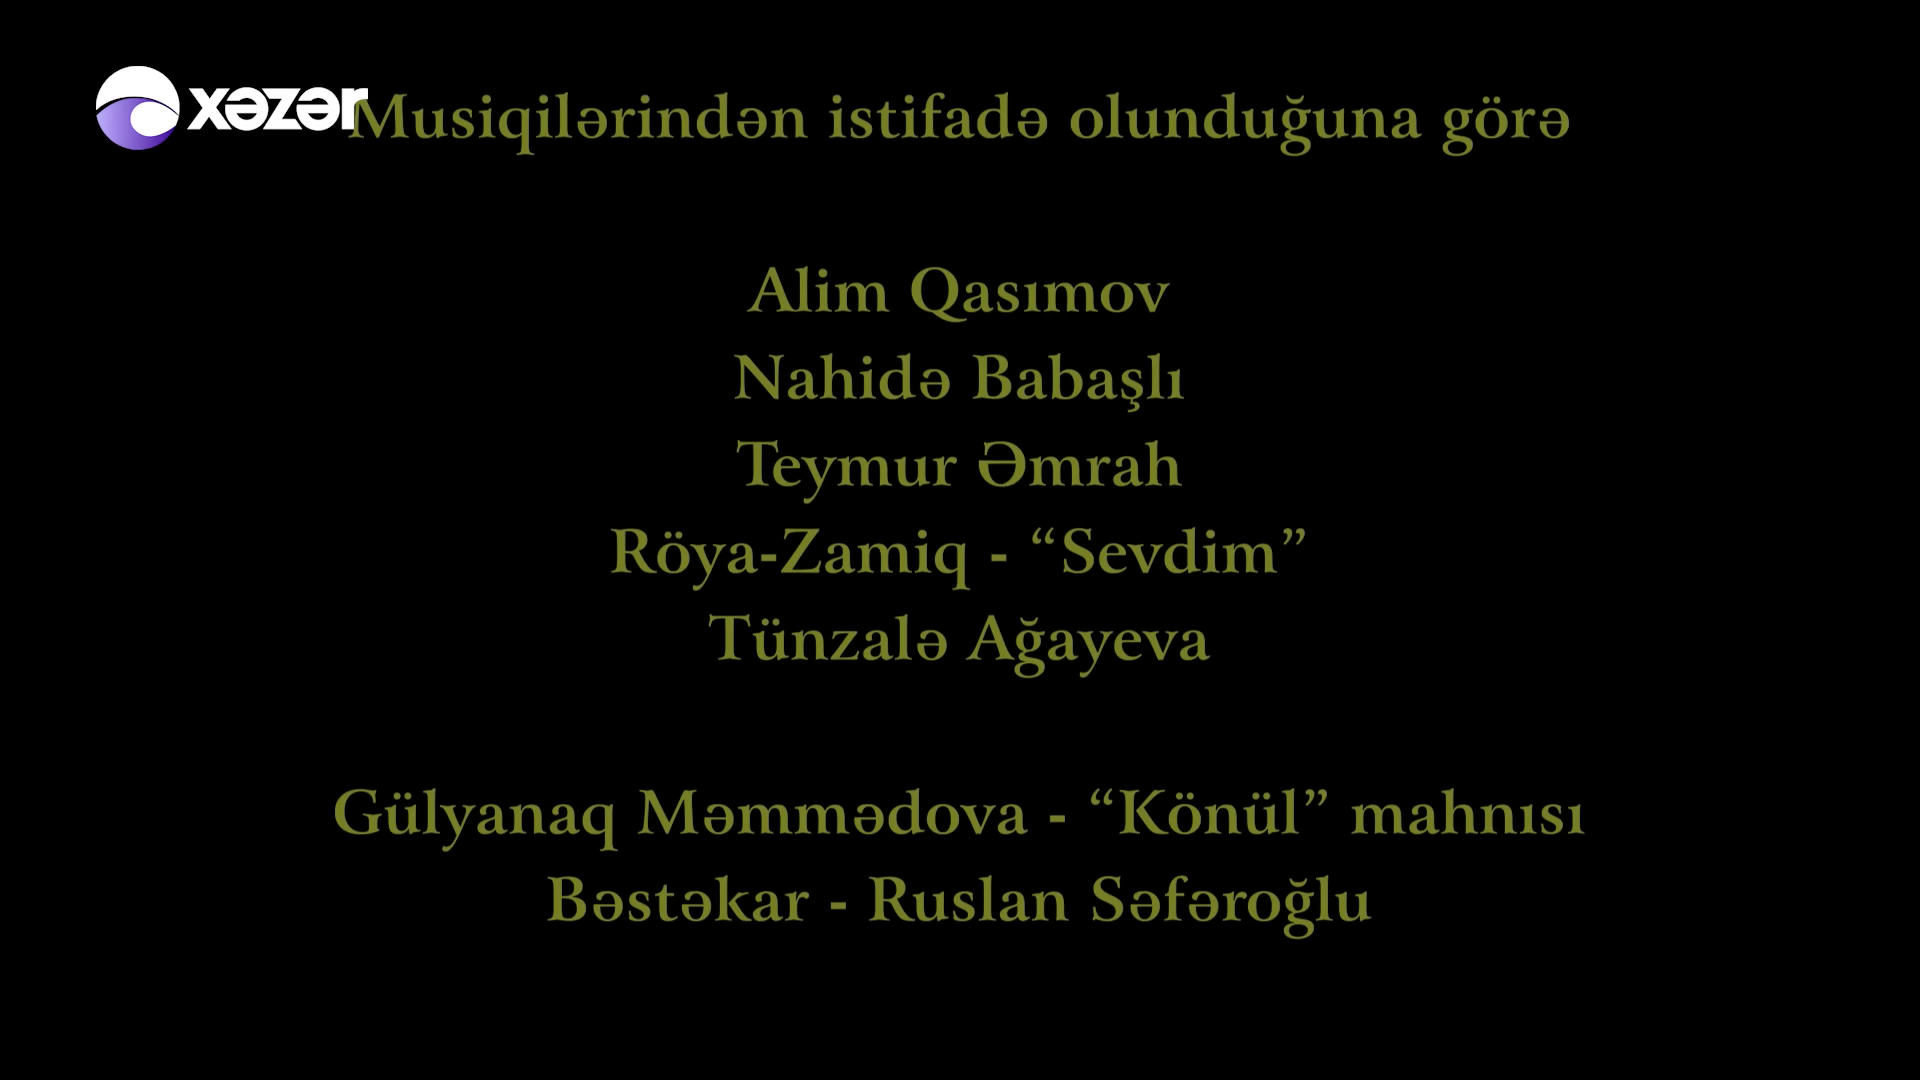 xəzər
Musiqilərindən istifadə olunduğuna görə
Alim Qasımov
Nahidə Babaşlı
Teymur Əmrah
Röya-Zamiq - “Sevdim”
Tünzalə Ağayeva
Gülyanaq Məmmədova - “Könül” mahnısı
Bəstəkar - Ruslan Səfəroğlu